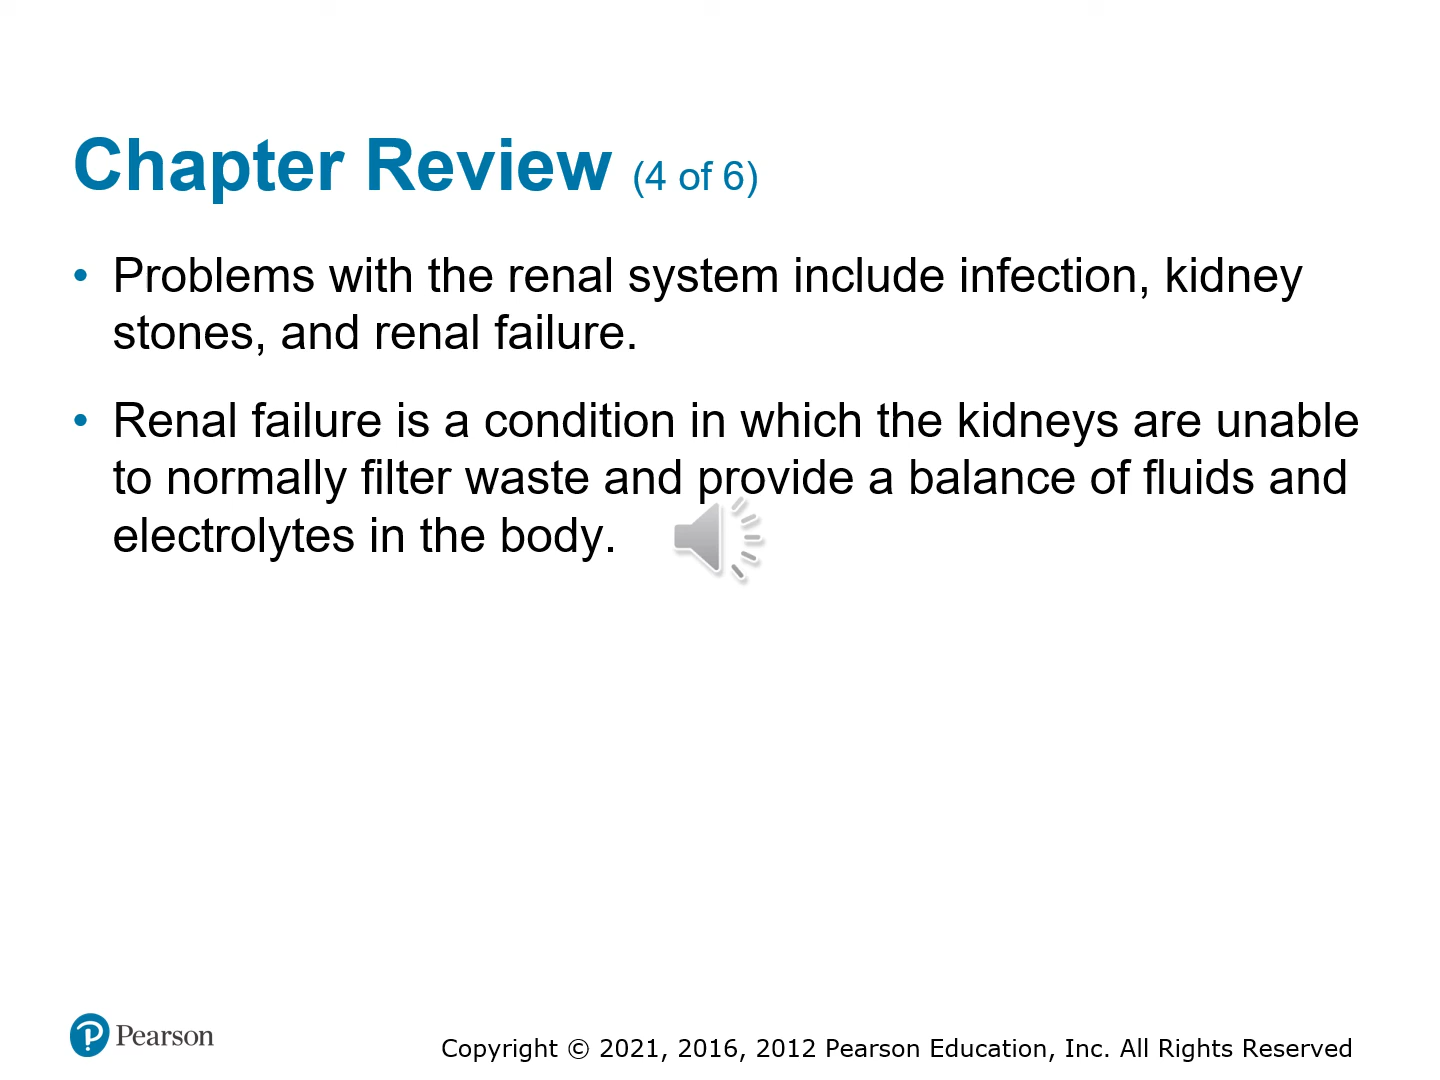 Chapter Review (4 of 6)
• Problems with the renal system include infection, kidney
stones, and renal failure.
• Renal failure is a condition in which the kidneys are unable
to normally filter waste and provide a balance of fluids and
electrolytes in the body.
Pearson
Copyright © 2021, 2016, 2012 Pearson Education, Inc. All Rights Reserved